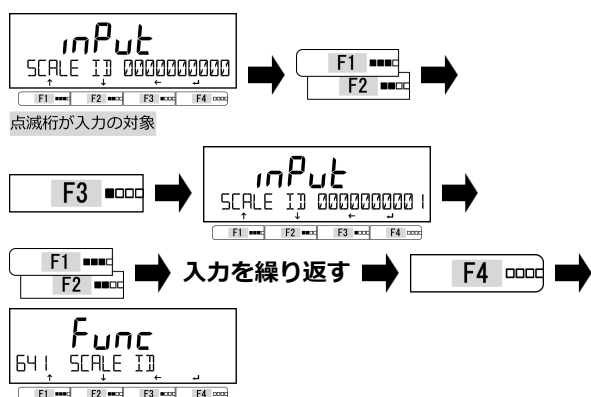 inPut
SCALE ID 0000000000
↑ ↓ ← ↵
F1 F2 F3 F4
F1
F2
点滅桁が入力の対象
F3
inPut
SCALE ID 0000000001
↑ ↓ ← ↵
F1 F2 F3 F4
F1
F2
入力を繰り返す
F4
Func
641 SCALE ID
↑ ↓ ← ↵
F1 F2 F3 F4